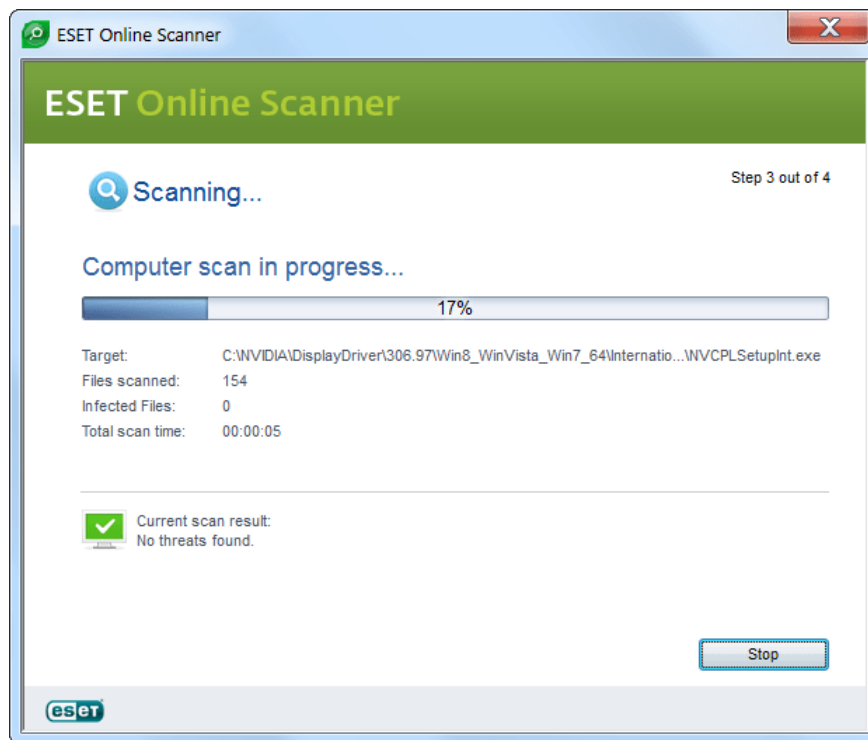 ESET Online Scanner
ESET Online Scanner
Scanning...
Step 3 out of 4
Computer scan in progress...
17%
Target: C:\NVIDIA\DisplayDriver\306.97\Win8_WinVista_Win7_64\Internatio...\NVCPLSetupInt.exe
Files scanned: 154
Infected Files: 0
Total scan time: 00:00:05
Current scan result:
No threats found.
Stop
eset